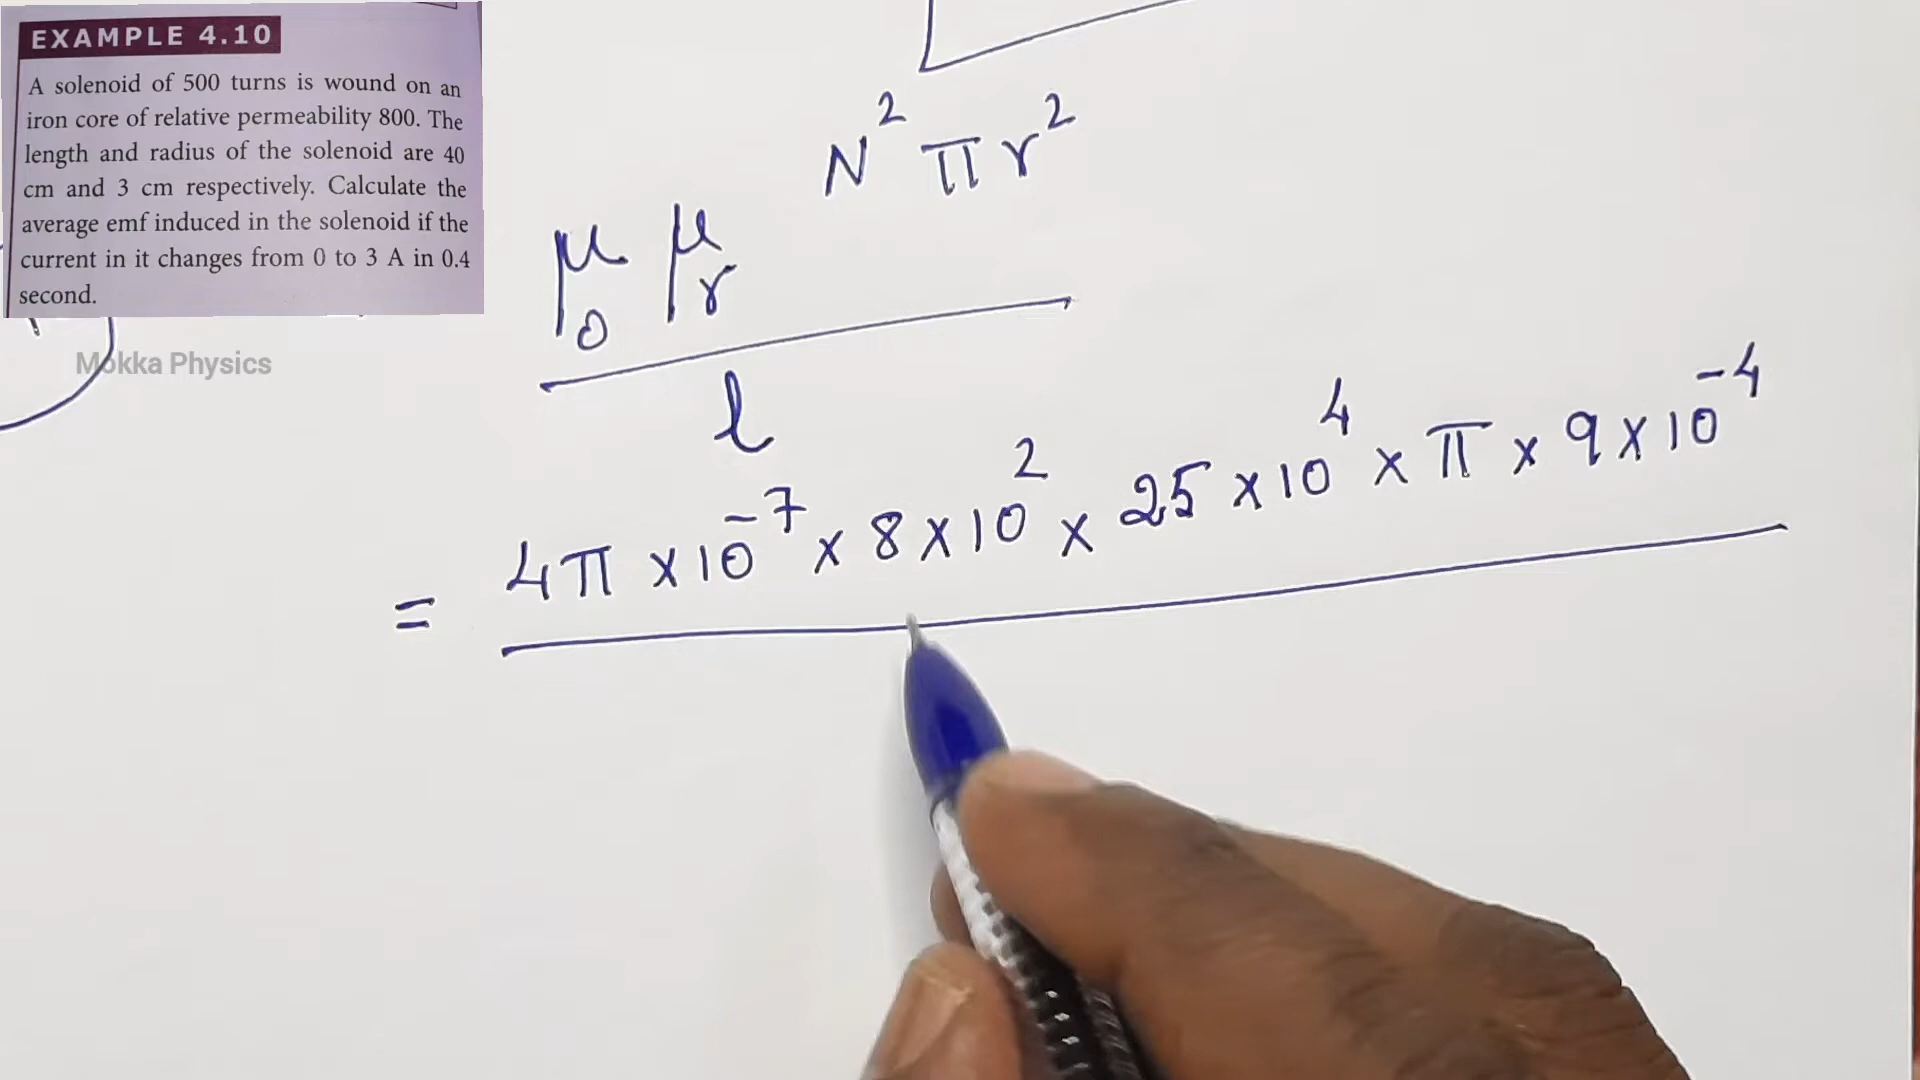 EXAMPLE 4.10
A solenoid of 500 turns is wound on an
iron core of relative permeability 800. The
length and radius of the solenoid are 40
cm and 3 cm respectively. Calculate the
average emf induced in the solenoid if the
current in it changes from 0 to 3 A in 0.4
second.
Mokka Physics
μ₀ μᵣ N² π r²
l
= 4π × 10⁻⁷ × 8 × 10² × 25 × 10⁴ × π × 9 × 10⁻⁴